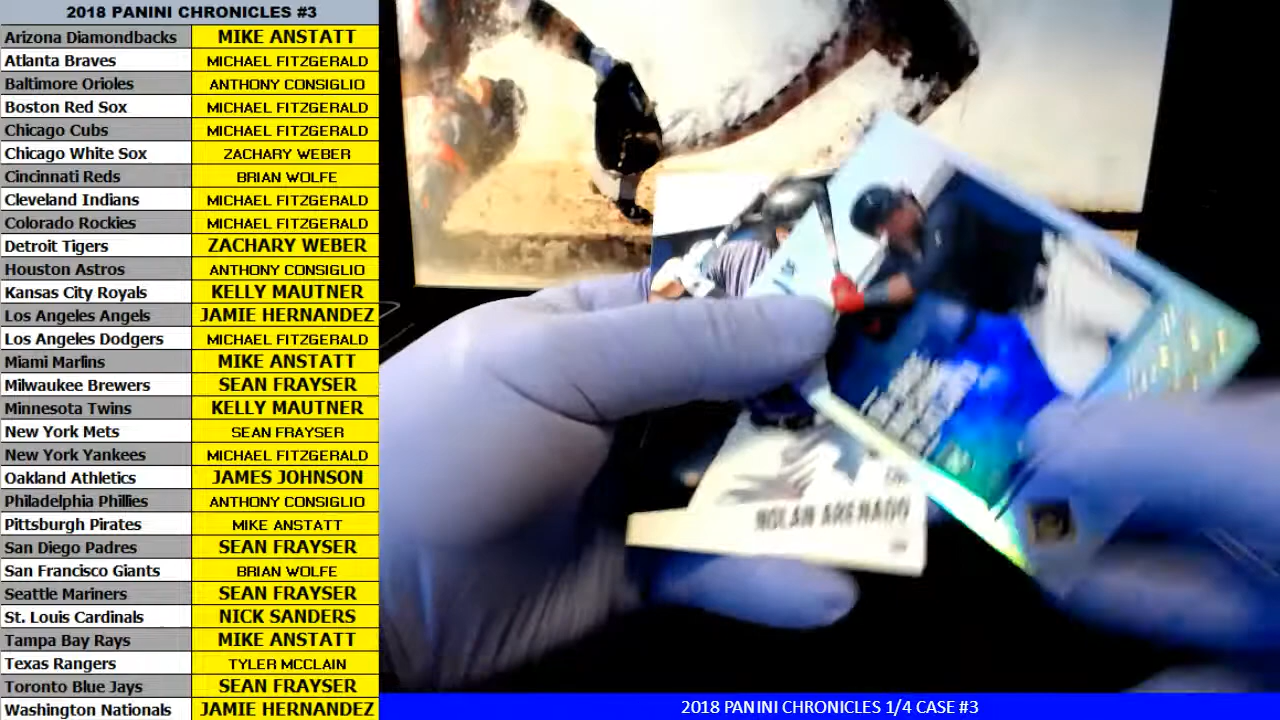 2018 PANINI CHRONICLES #3
Arizona Diamondbacks MIKE ANSTATT
Atlanta Braves MICHAEL FITZGERALD
Baltimore Orioles ANTHONY CONSIGLIO
Boston Red Sox MICHAEL FITZGERALD
Chicago Cubs MICHAEL FITZGERALD
Chicago White Sox ZACHARY WEBER
Cincinnati Reds BRIAN WOLFE
Cleveland Indians MICHAEL FITZGERALD
Colorado Rockies MICHAEL FITZGERALD
Detroit Tigers ZACHARY WEBER
Houston Astros ANTHONY CONSIGLIO
Kansas City Royals KELLY MAUTNER
Los Angeles Angels JAMIE HERNANDEZ
Los Angeles Dodgers MICHAEL FITZGERALD
Miami Marlins MIKE ANSTATT
Milwaukee Brewers SEAN FRAYSER
Minnesota Twins KELLY MAUTNER
New York Mets SEAN FRAYSER
New York Yankees MICHAEL FITZGERALD
Oakland Athletics JAMES JOHNSON
Philadelphia Phillies ANTHONY CONSIGLIO
Pittsburgh Pirates MIKE ANSTATT
San Diego Padres SEAN FRAYSER
San Francisco Giants BRIAN WOLFE
Seattle Mariners SEAN FRAYSER
St. Louis Cardinals NICK SANDERS
Tampa Bay Rays MIKE ANSTATT
Texas Rangers TYLER MCCLAIN
Toronto Blue Jays SEAN FRAYSER
Washington Nationals JAMIE HERNANDEZ
NOLAN ARENADO
2018 PANINI CHRONICLES 1/4 CASE #3